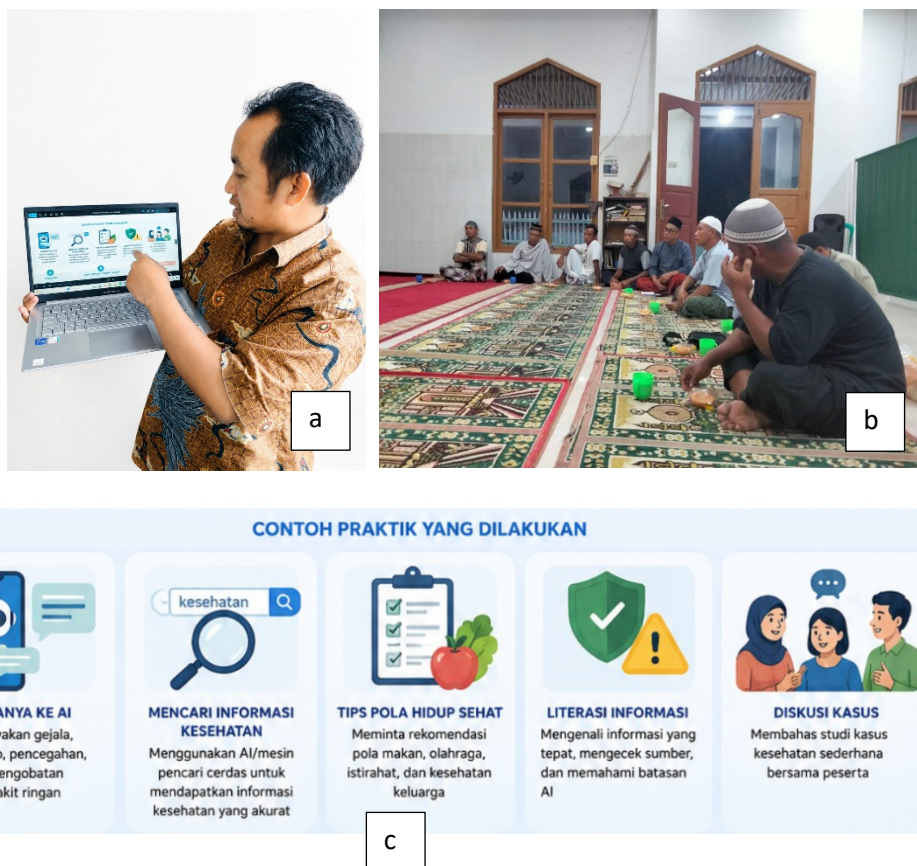 a
b
CONTOH PRAKTIK YANG DILAKUKAN
ANYA KE AI
yakan gejala,
, pencegahan,
engobatan
akit ringan
kesehatan
MENCARI INFORMASI
KESEHATAN
Menggunakan AI/mesin
pencari cerdas untuk
mendapatkan informasi
kesehatan yang akurat
TIPS POLA HIDUP SEHAT
Meminta rekomendasi
pola makan, olahraga,
istirahat, dan kesehatan
keluarga
LITERASI INFORMASI
Mengenali informasi yang
tepat, mengecek sumber,
dan memahami batasan
AI
DISKUSI KASUS
Membahas studi kasus
kesehatan sederhana
bersama peserta
c